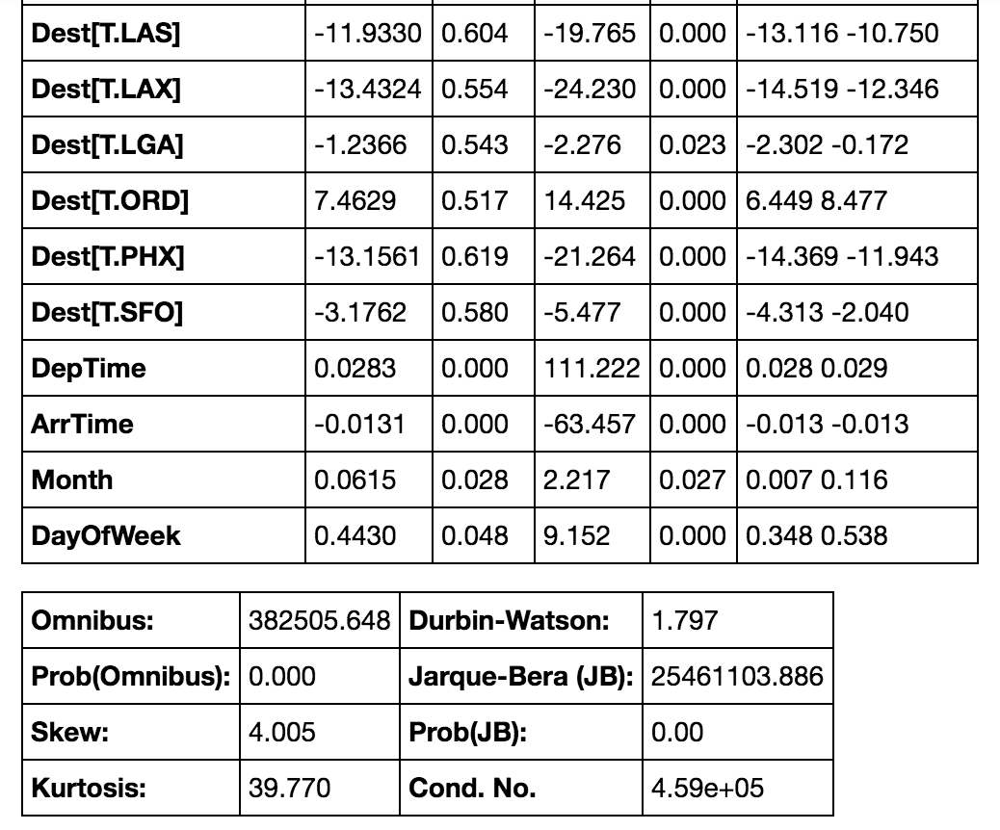 Dest[T.LAS] -11.9330 0.604 -19.765 0.000 -13.116 -10.750
Dest[T.LAX] -13.4324 0.554 -24.230 0.000 -14.519 -12.346
Dest[T.LGA] -1.2366 0.543 -2.276 0.023 -2.302 -0.172
Dest[T.ORD] 7.4629 0.517 14.425 0.000 6.449 8.477
Dest[T.PHX] -13.1561 0.619 -21.264 0.000 -14.369 -11.943
Dest[T.SFO] -3.1762 0.580 -5.477 0.000 -4.313 -2.040
DepTime 0.0283 0.000 111.222 0.000 0.028 0.029
ArrTime -0.0131 0.000 -63.457 0.000 -0.013 -0.013
Month 0.0615 0.028 2.217 0.027 0.007 0.116
DayOfWeek 0.4430 0.048 9.152 0.000 0.348 0.538
Omnibus: 382505.648 Durbin-Watson: 1.797
Prob(Omnibus): 0.000 Jarque-Bera (JB): 25461103.886
Skew: 4.005 Prob(JB): 0.00
Kurtosis: 39.770 Cond. No. 4.59e+05